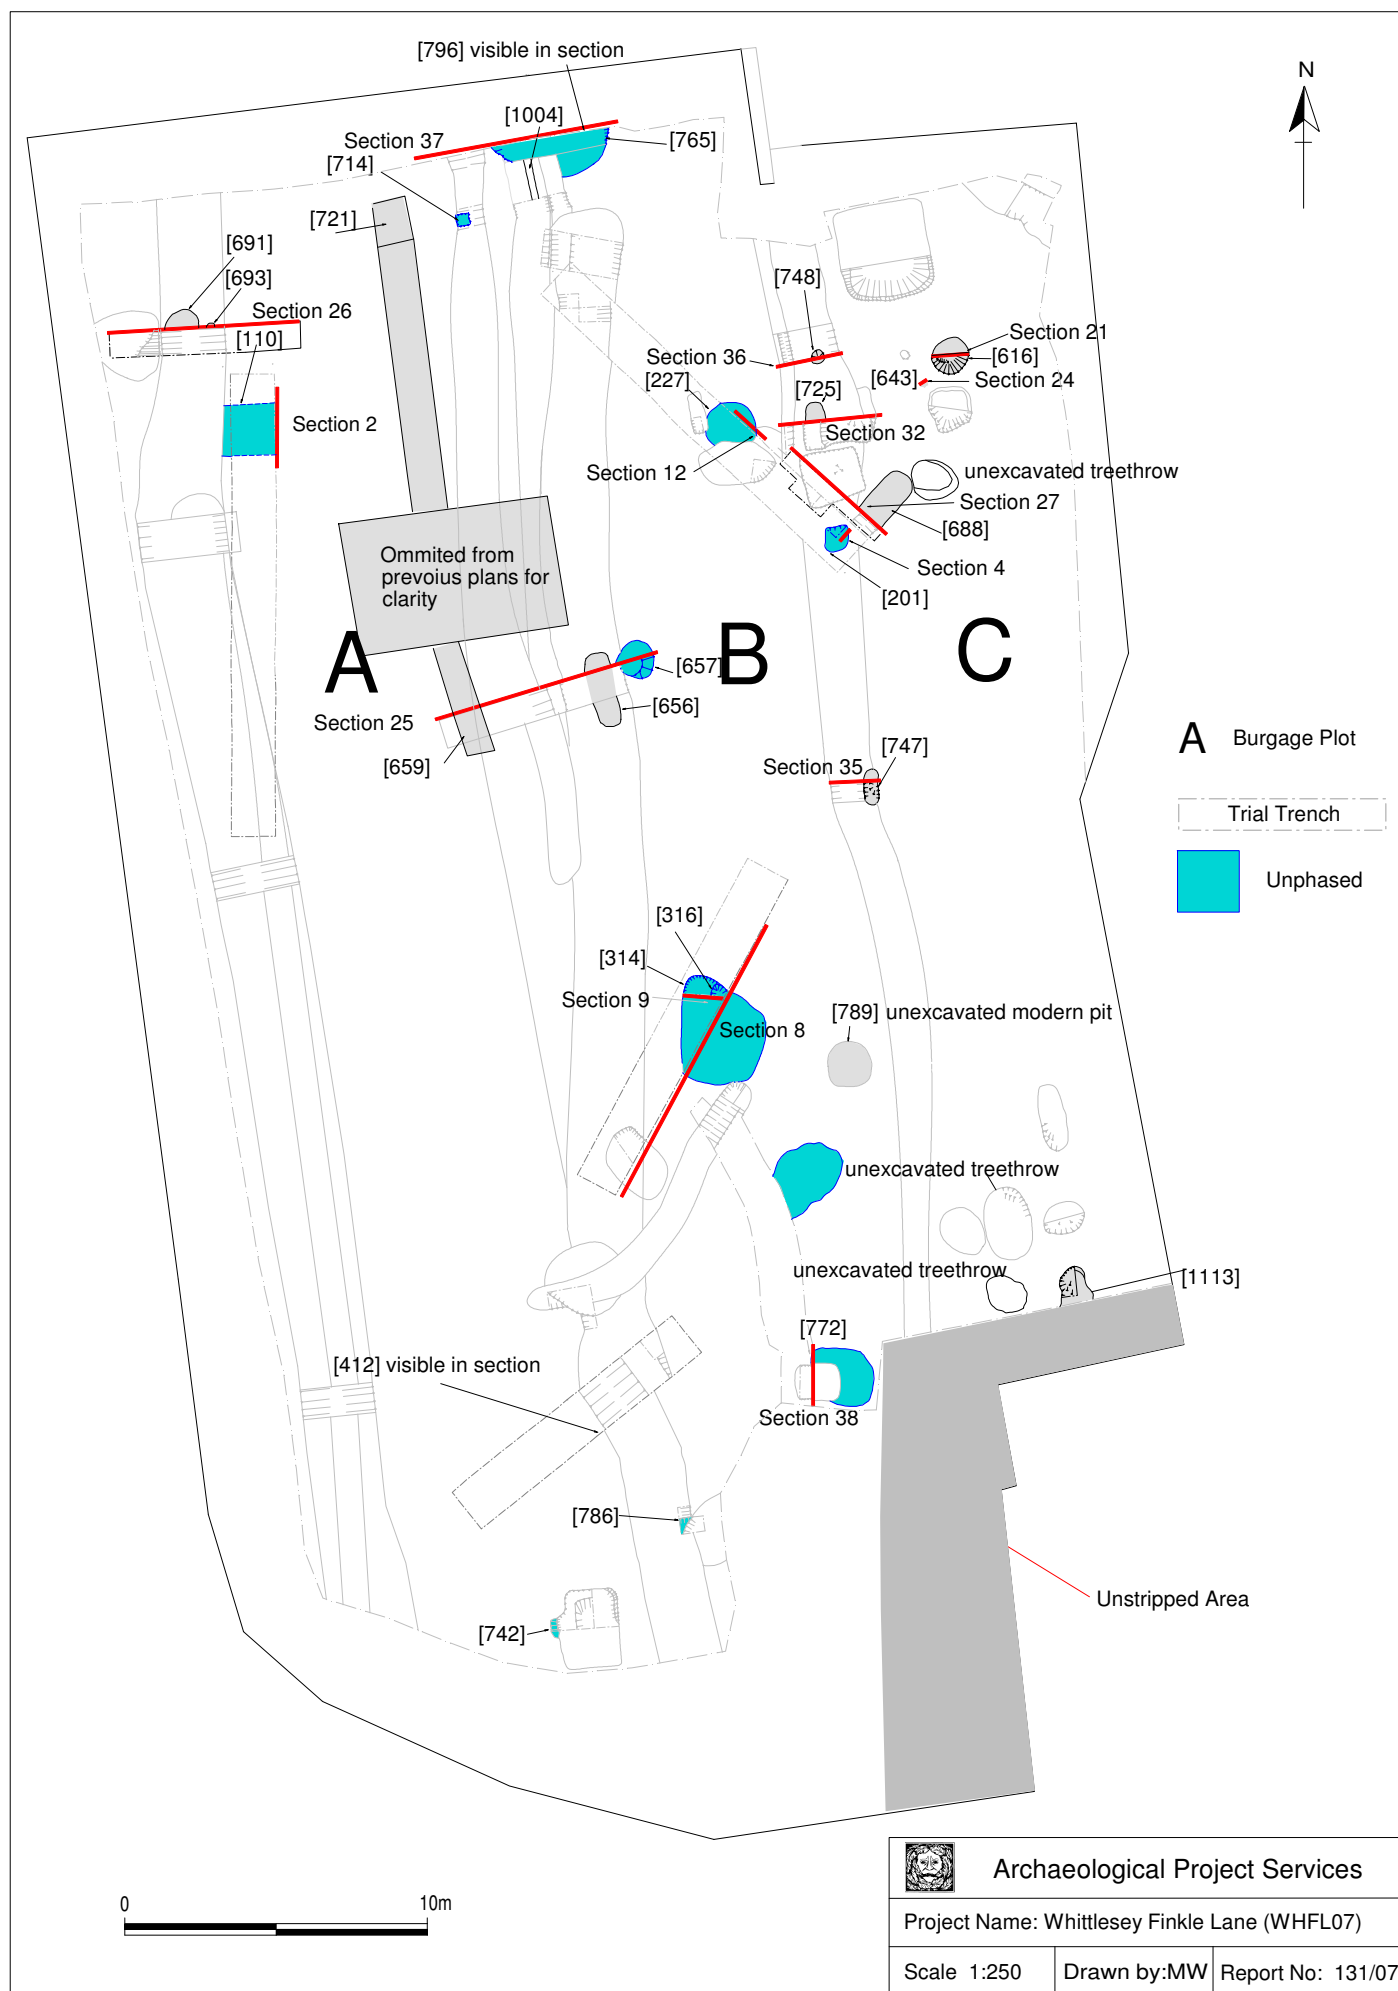 [796] visible in section
N
[1004]
Section 37
[765]
[714]
[721]
[691]
[693]
Section 26
[110]
[748]
Section 21
Section 36
[616]
[643]
Section 24
[227]
[725]
Section 2
Section 32
Section 12
unexcavated treethrow
Section 27
[688]
Ommited from
prevoius plans for
clarity
Section 4
[201]
A
B
C
[657]
[656]
Section 25
[659]
[747]
Section 35
A Burgage Plot
Trial Trench
Unphased
[316]
[314]
Section 9
Section 8
[789] unexcavated modern pit
unexcavated treethrow
unexcavated treethrow
[1113]
[772]
[412] visible in section
Section 38
[786]
[742]
Unstripped Area
0 10m
Archaeological Project Services
Project Name: Whittlesey Finkle Lane (WHFL07)
Scale 1:250
Drawn by:MW
Report No: 131/07